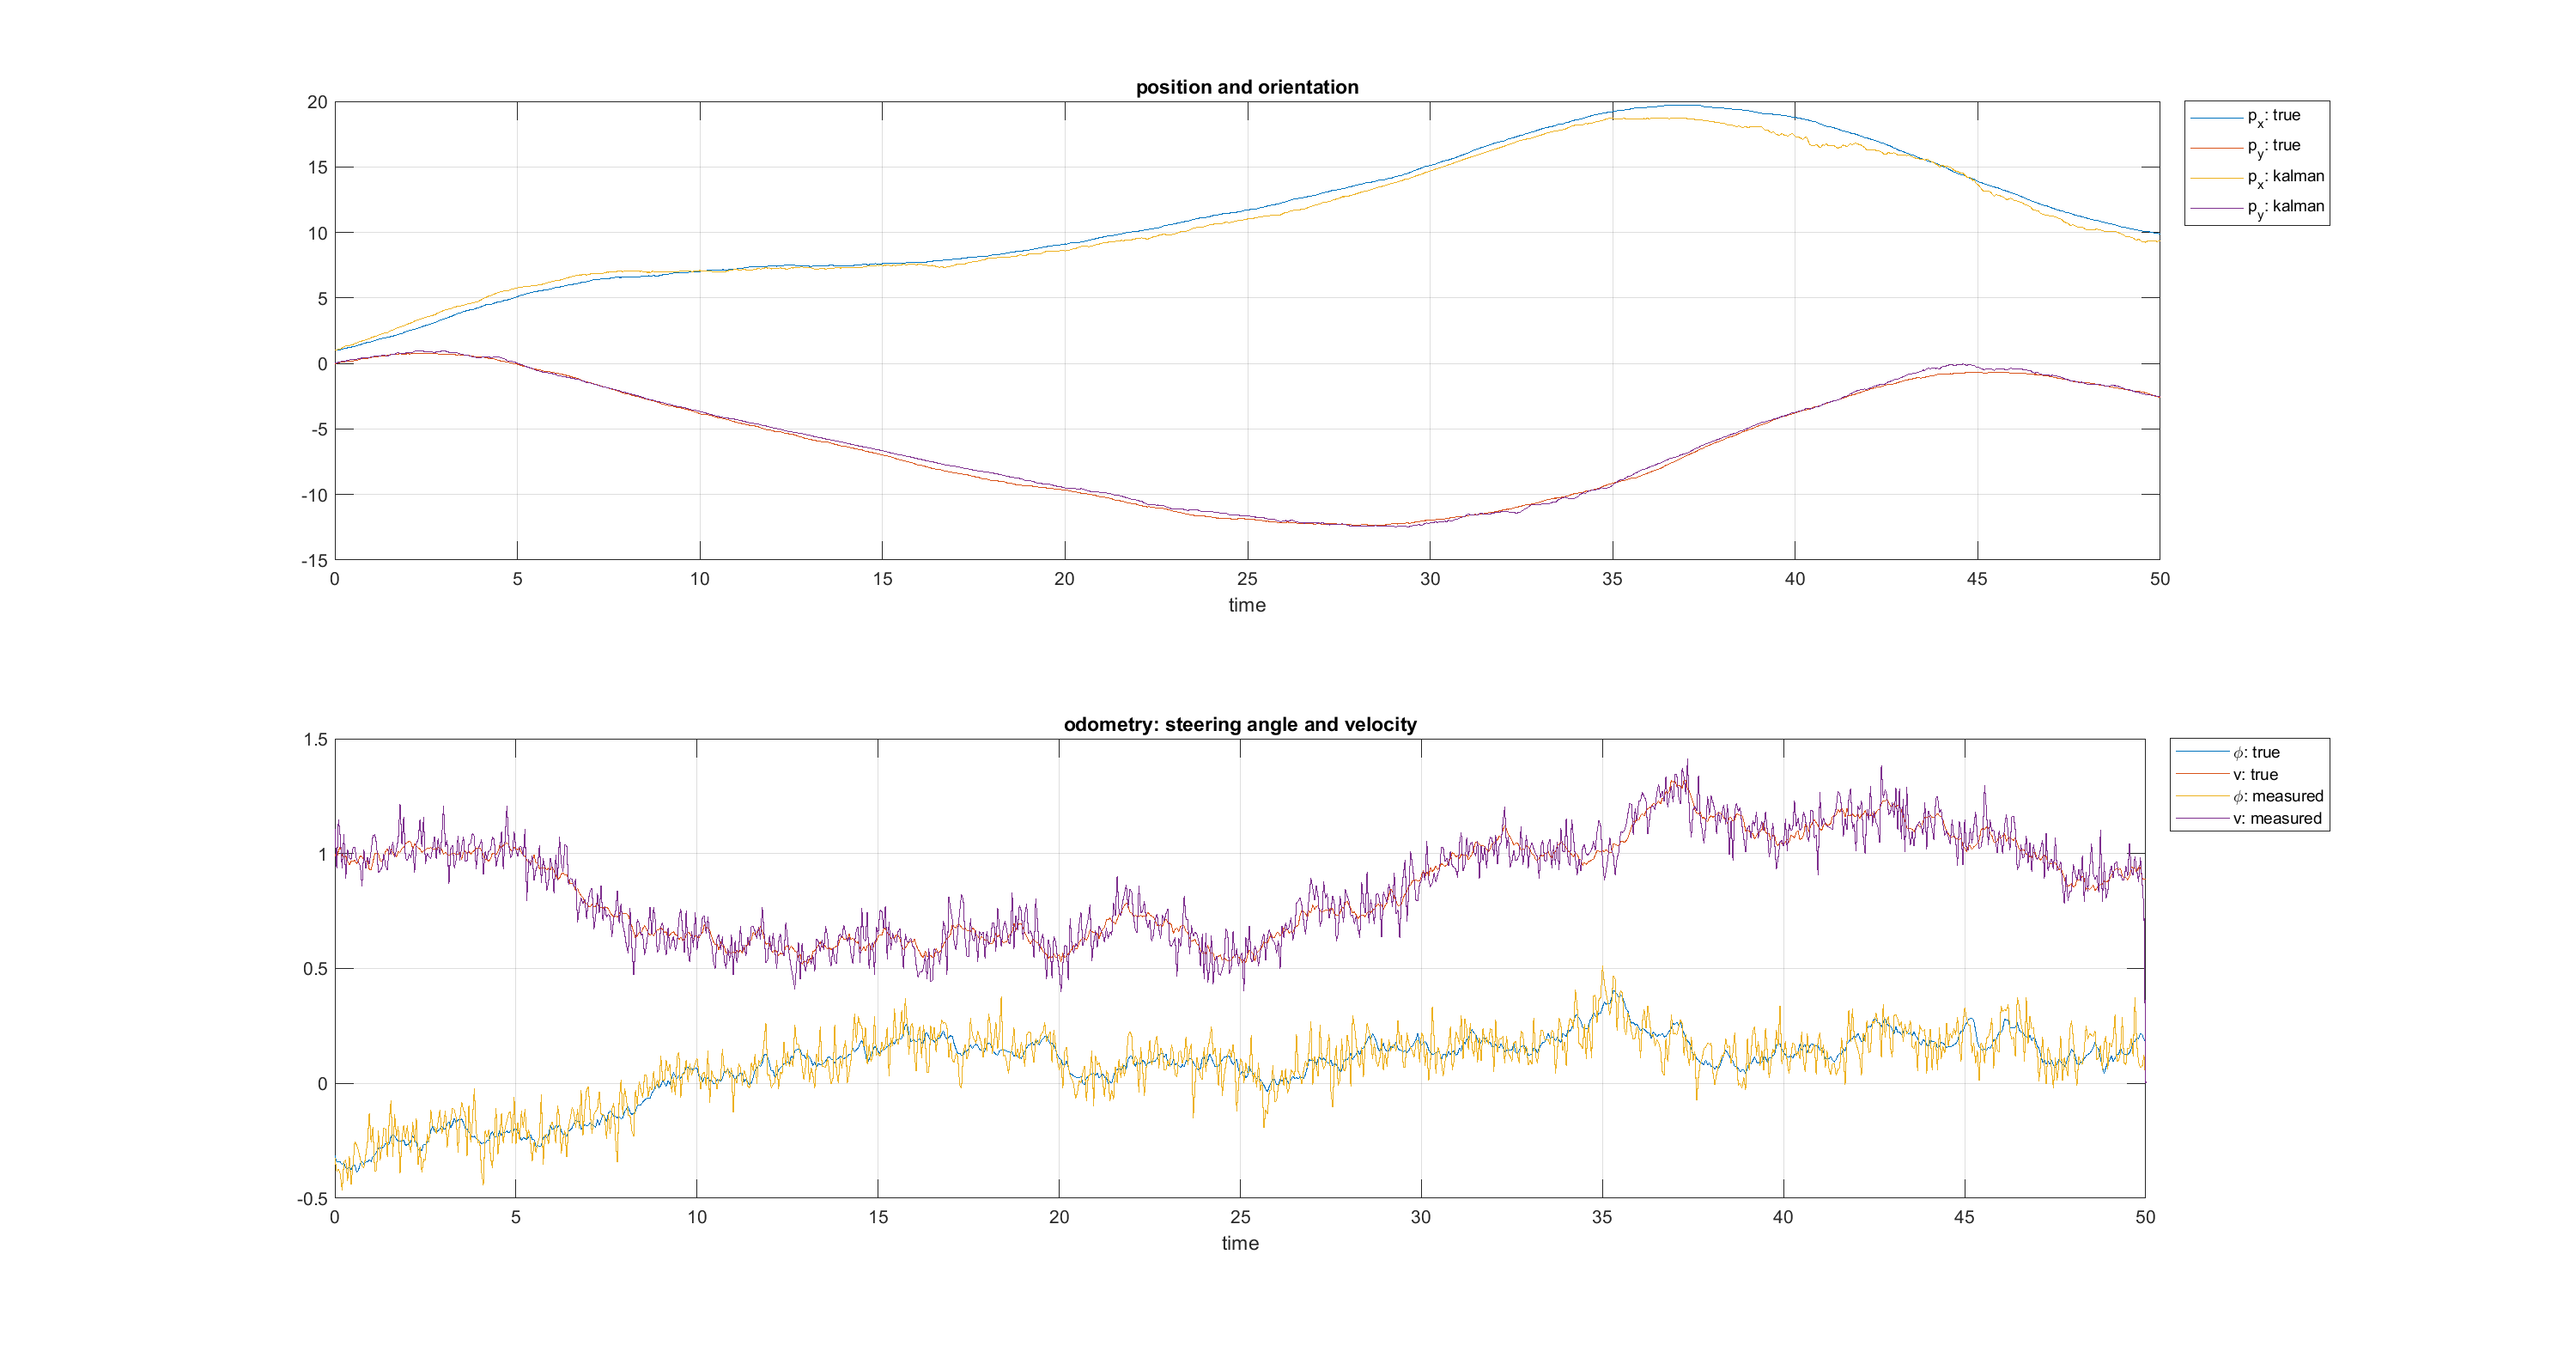 position and orientation
20
15
10
5
0
-5
-10
-15
0 5 10 15 20 25 30 35 40 45 50
time
px: true
py: true
px: kalman
py: kalman
odometry: steering angle and velocity
1.5
1
0.5
0
-0.5
0 5 10 15 20 25 30 35 40 45 50
time
ϕ: true
v: true
ϕ: measured
v: measured